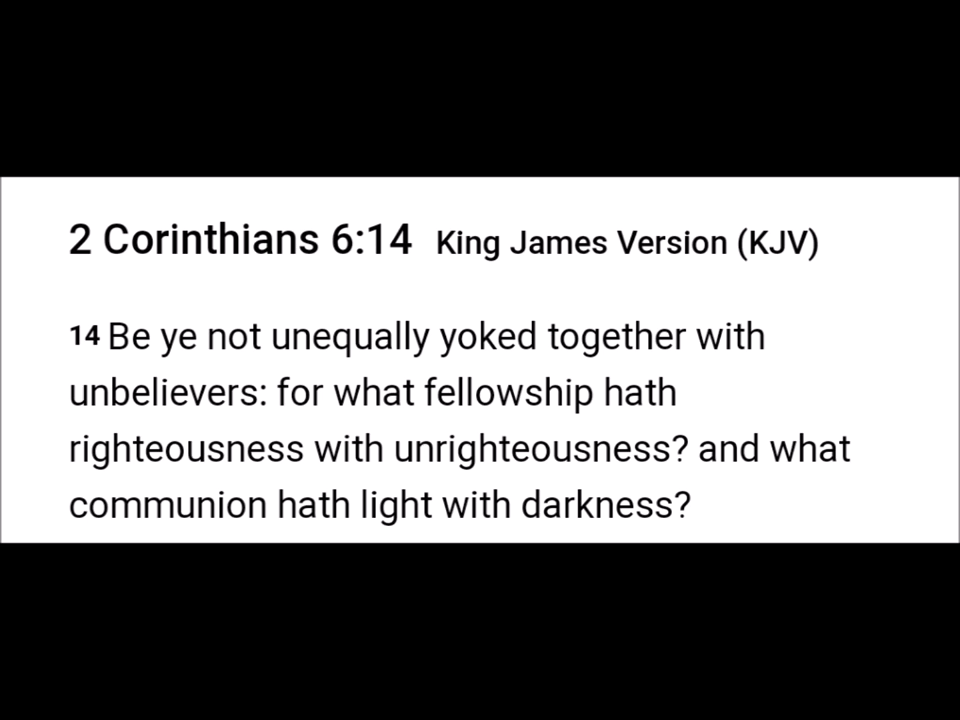 2 Corinthians 6:14 King James Version (KJV)
14 Be ye not unequally yoked together with
unbelievers: for what fellowship hath
righteousness with unrighteousness? and what
communion hath light with darkness?